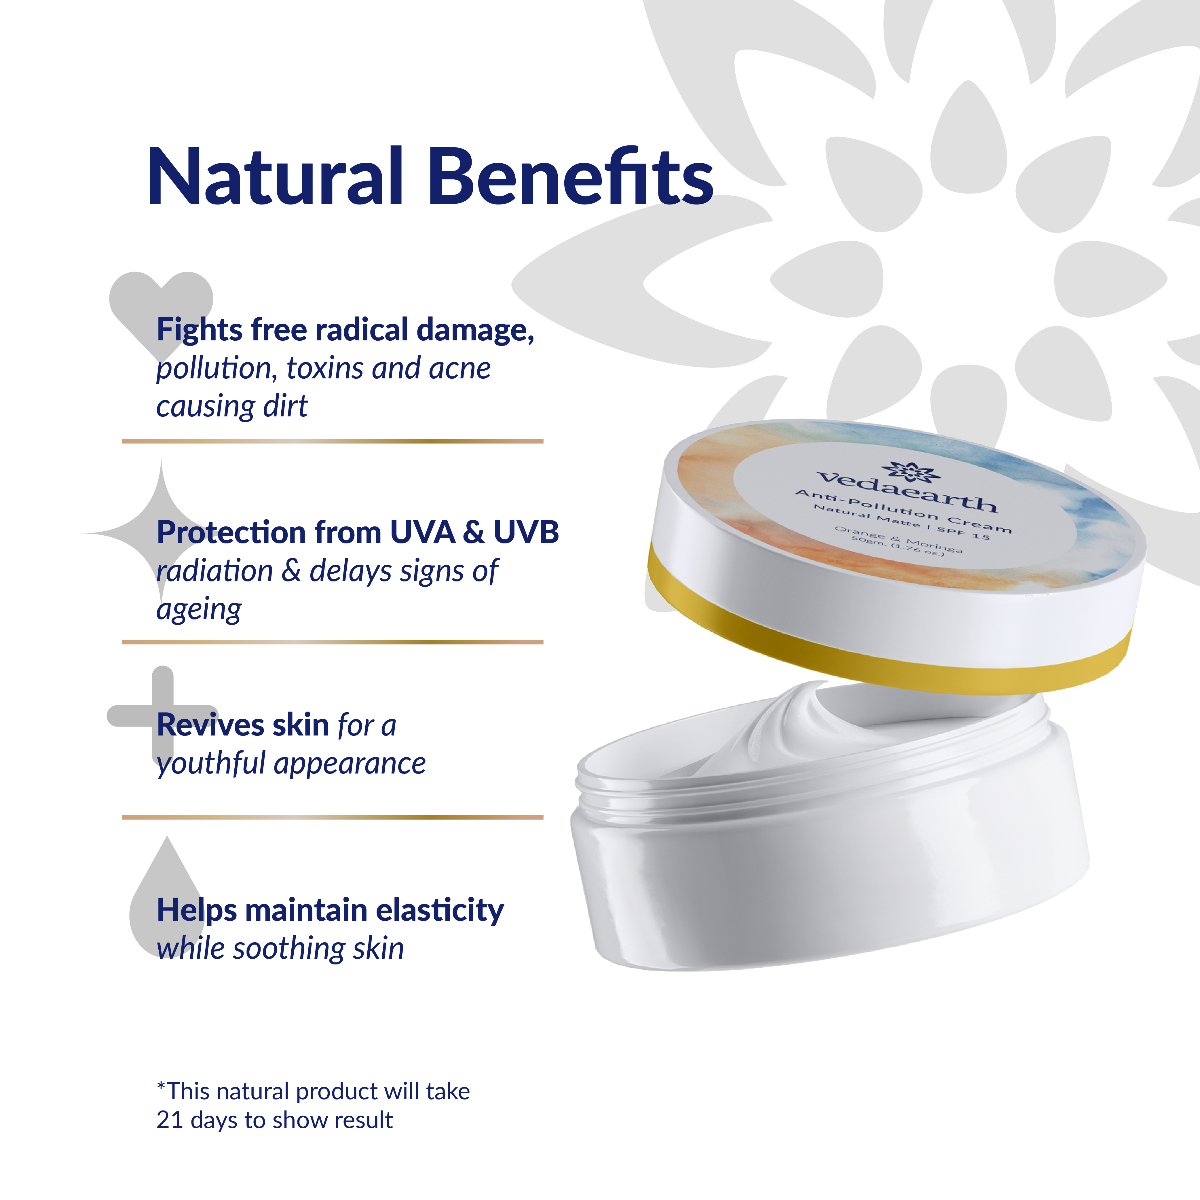 Natural Benefits
Fights free radical damage,
pollution, toxins and acne
causing dirt
Protection from UVA & UVB
radiation & delays signs of
ageing
Revives skin for a
youthful appearance
Helps maintain elasticity
while soothing skin
*This natural product will take
21 days to show result
vedaearth
Anti-Pollution Cream
Natural Matte | SPF 15
Orange & Moringa
50gm. (1.76 oz.)